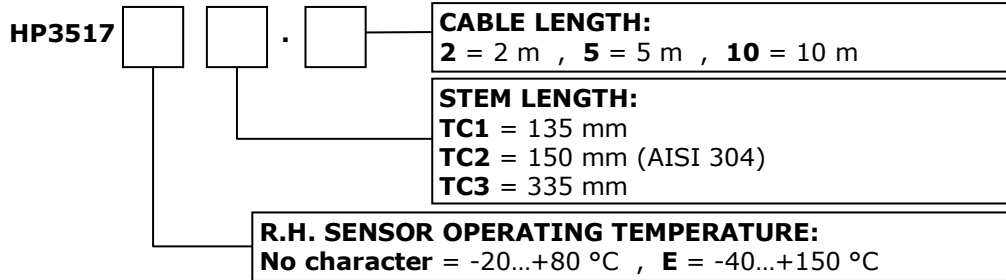 HP3517 .
CABLE LENGTH:
2 = 2 m , 5 = 5 m , 10 = 10 m
STEM LENGTH:
TC1 = 135 mm
TC2 = 150 mm (AISI 304)
TC3 = 335 mm
R.H. SENSOR OPERATING TEMPERATURE:
No character = -20…+80 °C , E = -40…+150 °C